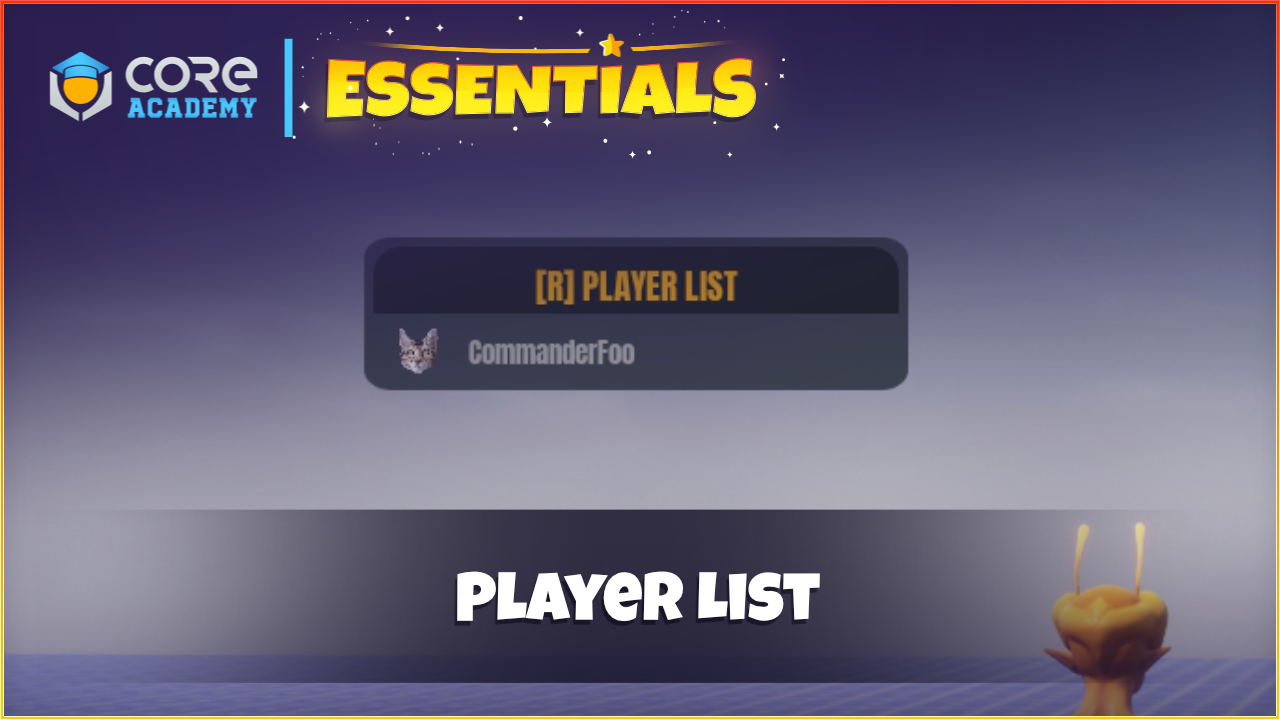 CORE
ACADEMY
ESSENTIALS
[R] PLAYER LIST
CommanderFoo
PLAYER LIST